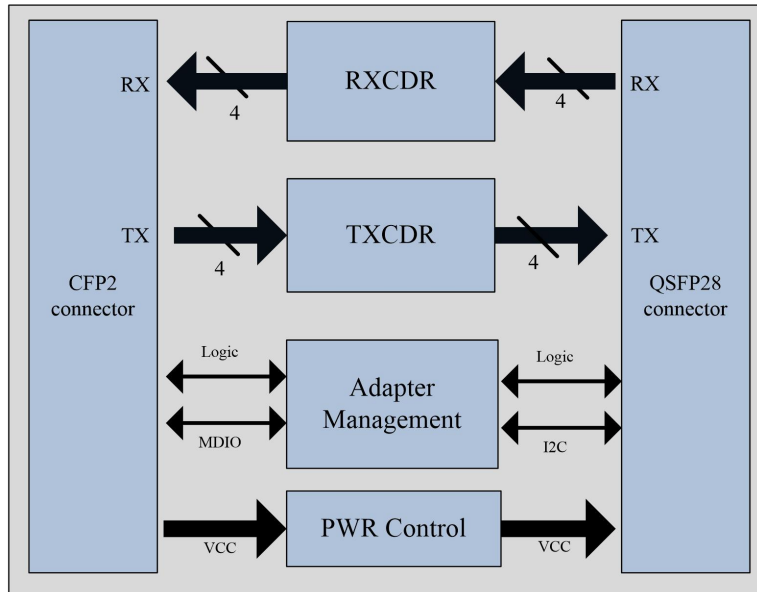 RX
4
RXCDR
4
RX
TX
4
TXCDR
4
TX
CFP2
connector
QSFP28
connector
Logic
MDIO
Adapter
Management
Logic
I2C
VCC
PWR Control
VCC